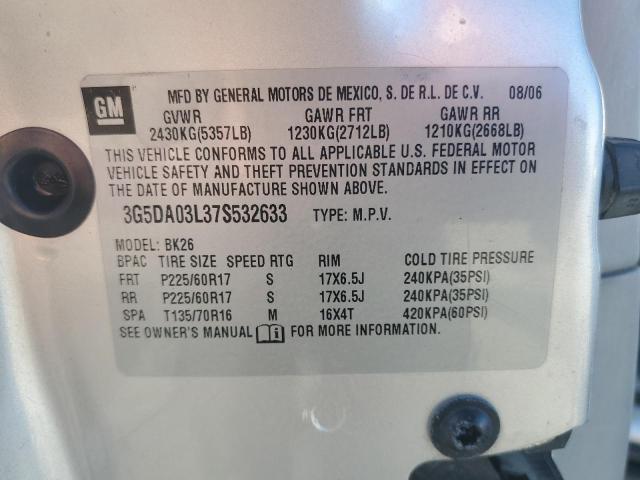 GM
MFD BY GENERAL MOTORS DE MEXICO, S. DE R.L. DE C.V. 08/06
GVWR GAWR FRT GAWR RR
2430KG(5357LB) 1230KG(2712LB) 1210KG(2668LB)
THIS VEHICLE CONFORMS TO ALL APPLICABLE U.S. FEDERAL MOTOR
VEHICLE SAFETY AND THEFT PREVENTION STANDARDS IN EFFECT ON
THE DATE OF MANUFACTURE SHOWN ABOVE.
3G5DA03L37S532633 TYPE: M.P.V.
MODEL: BK26
BPAC TIRE SIZE SPEED RTG RIM COLD TIRE PRESSURE
FRT P225/60R17 S 17X6.5J 240KPA(35PSI)
RR P225/60R17 S 17X6.5J 240KPA(35PSI)
SPA T135/70R16 M 16X4T 420KPA(60PSI)
SEE OWNER'S MANUAL FOR MORE INFORMATION.